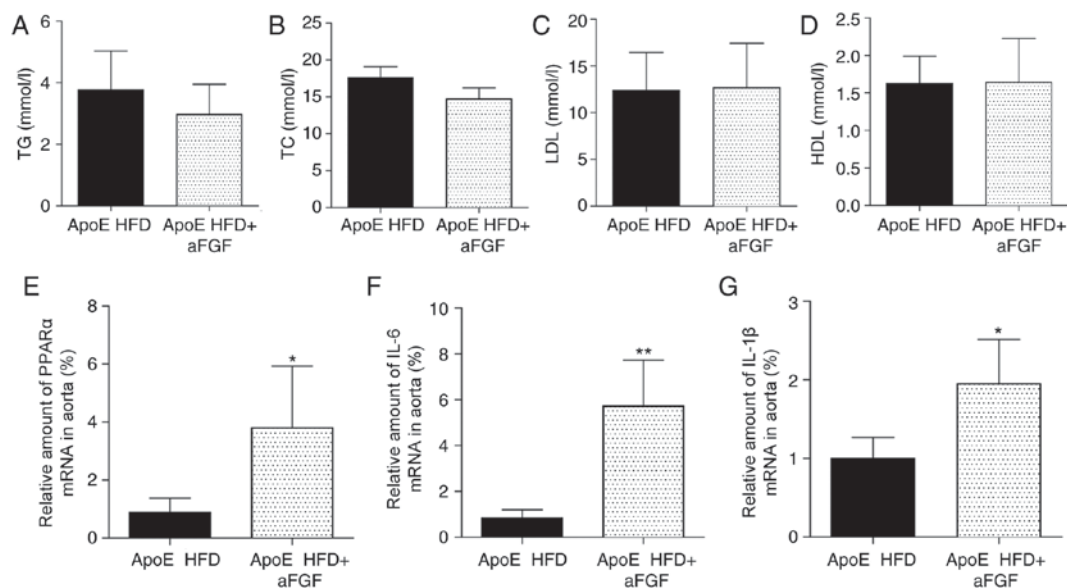 A
TG (mmol/l)
6
4
2
0
ApoE HFD
ApoE HFD+
aFGF
B
TC (mmol/l)
25
20
15
10
5
0
ApoE HFD
ApoE HFD+
aFGF
C
LDL (mmol/l)
20
15
10
5
0
ApoE HFD
ApoE HFD+
aFGF
D
HDL (mmol/l)
2.5
2.0
1.5
1.0
0.5
0.0
ApoE HFD
ApoE HFD+
aFGF
E
Relative amount of PPARα
mRNA in aorta (%)
8
6
4
2
0
*
ApoE HFD
ApoE HFD+
aFGF
F
Relative amount of IL-6
mRNA in aorta (%)
10
8
6
4
2
0
**
ApoE HFD
ApoE HFD+
aFGF
G
Relative amount of IL-1β
mRNA in aorta (%)
3
2
1
0
*
ApoE HFD
ApoE HFD+
aFGF